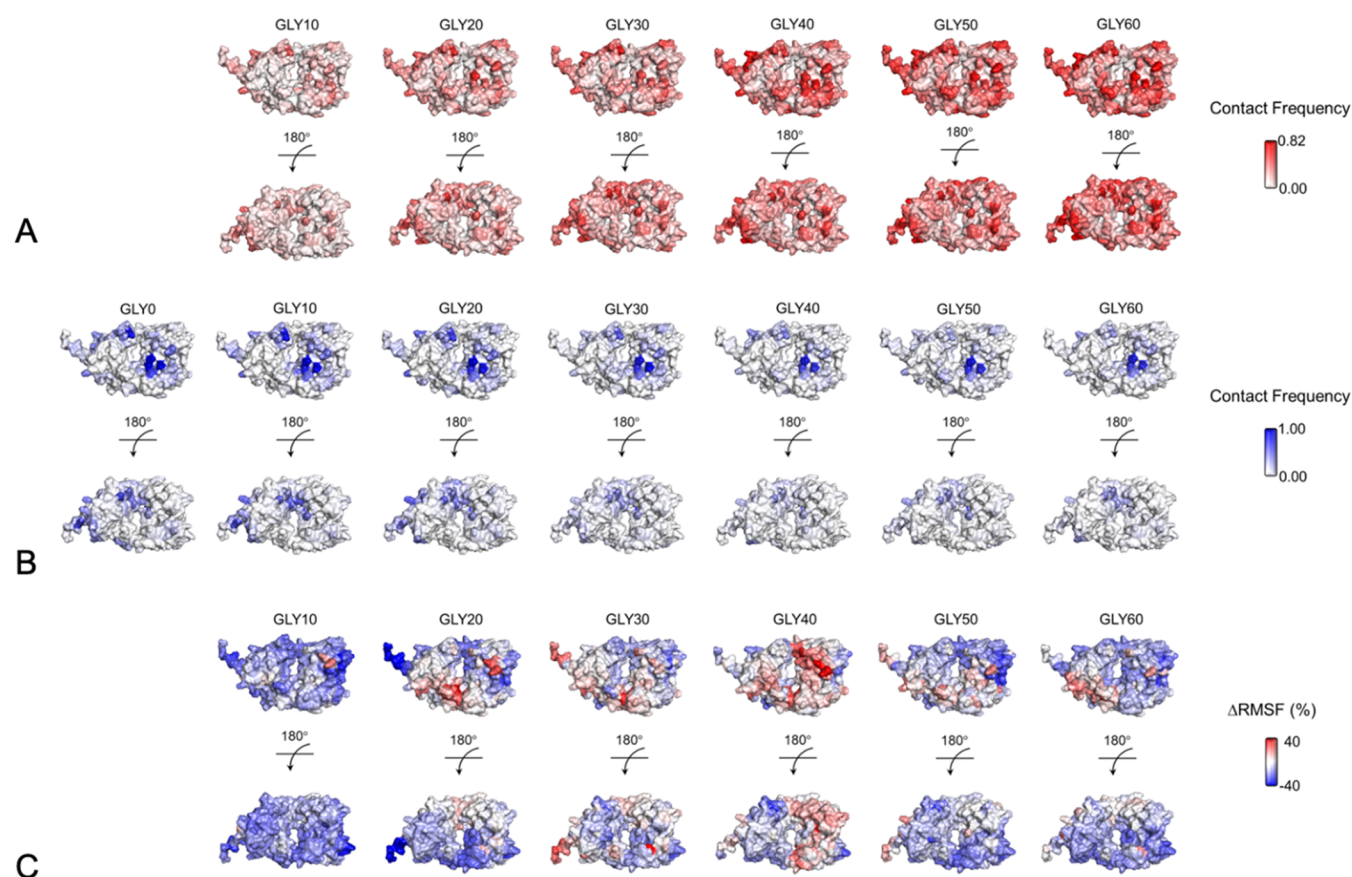 GLY10 GLY20 GLY30 GLY40 GLY50 GLY60
180° 180° 180° 180° 180° 180°
Contact Frequency
0.82
0.00
A
GLY0 GLY10 GLY20 GLY30 GLY40 GLY50 GLY60
180° 180° 180° 180° 180° 180° 180°
Contact Frequency
1.00
0.00
B
GLY10 GLY20 GLY30 GLY40 GLY50 GLY60
180° 180° 180° 180° 180° 180°
ΔRMSF (%)
40
-40
C